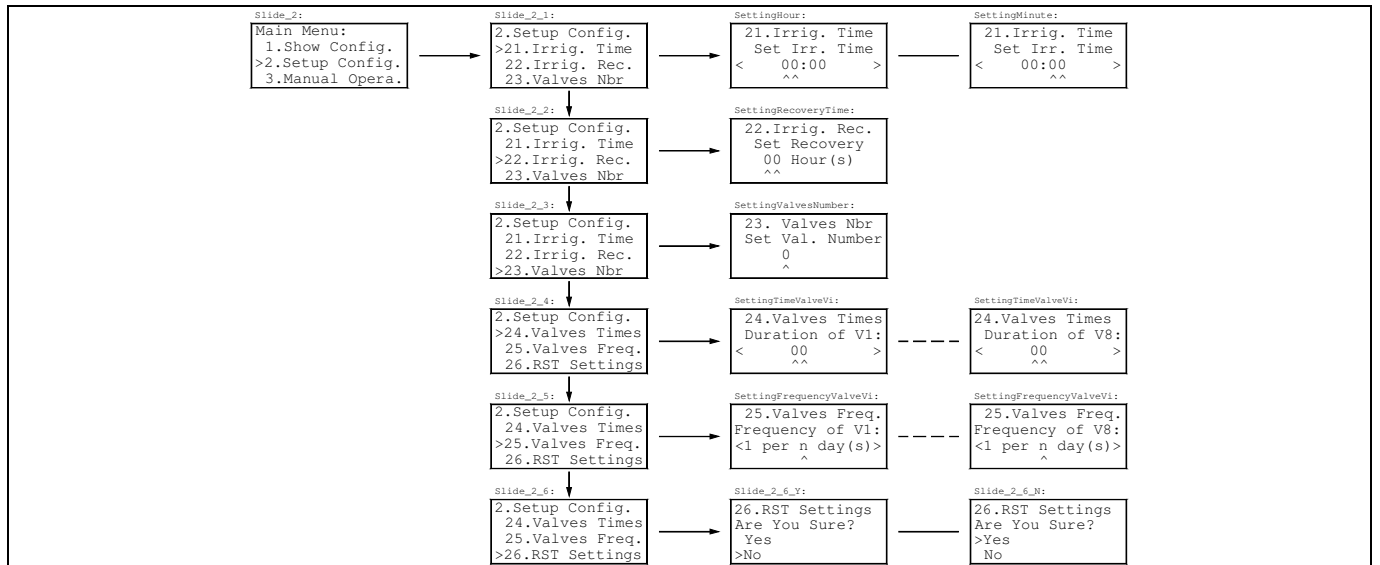 Slide_2:
Main Menu:
1.Show Config.
>2.Setup Config.
3.Manual Opera.
Slide_2_1:
2.Setup Config.
>21.Irrig. Time
22.Irrig. Rec.
23.Valves Nbr
SettingHour:
21.Irrig. Time
Set Irr. Time
< 00:00 >
^^
SettingMinute:
21.Irrig. Time
Set Irr. Time
< 00:00 >
^^
Slide_2_2:
2.Setup Config.
21.Irrig. Time
>22.Irrig. Rec.
23.Valves Nbr
SettingRecoveryTime:
22.Irrig. Rec.
Set Recovery
00 Hour(s)
^^
Slide_2_3:
2.Setup Config.
21.Irrig. Time
22.Irrig. Rec.
>23.Valves Nbr
SettingValvesNumber:
23. Valves Nbr
Set Val. Number
0
^
Slide_2_4:
2.Setup Config.
>24.Valves Times
25.Valves Freq.
26.RST Settings
SettingTimeValveVi:
24.Valves Times
Duration of V1:
< 00 >
^^
SettingTimeValveVi:
24.Valves Times
Duration of V8:
< 00 >
^^
Slide_2_5:
2.Setup Config.
24.Valves Times
>25.Valves Freq.
26.RST Settings
SettingFrequencyValveVi:
25.Valves Freq.
Frequency of V1:
<1 per n day(s)>
^
SettingFrequencyValveVi:
25.Valves Freq.
Frequency of V8:
<1 per n day(s)>
^
Slide_2_6:
2.Setup Config.
24.Valves Times
25.Valves Freq.
>26.RST Settings
Slide_2_6_Y:
26.RST Settings
Are You Sure?
Yes
>No
Slide_2_6_N:
26.RST Settings
Are You Sure?
>Yes
No